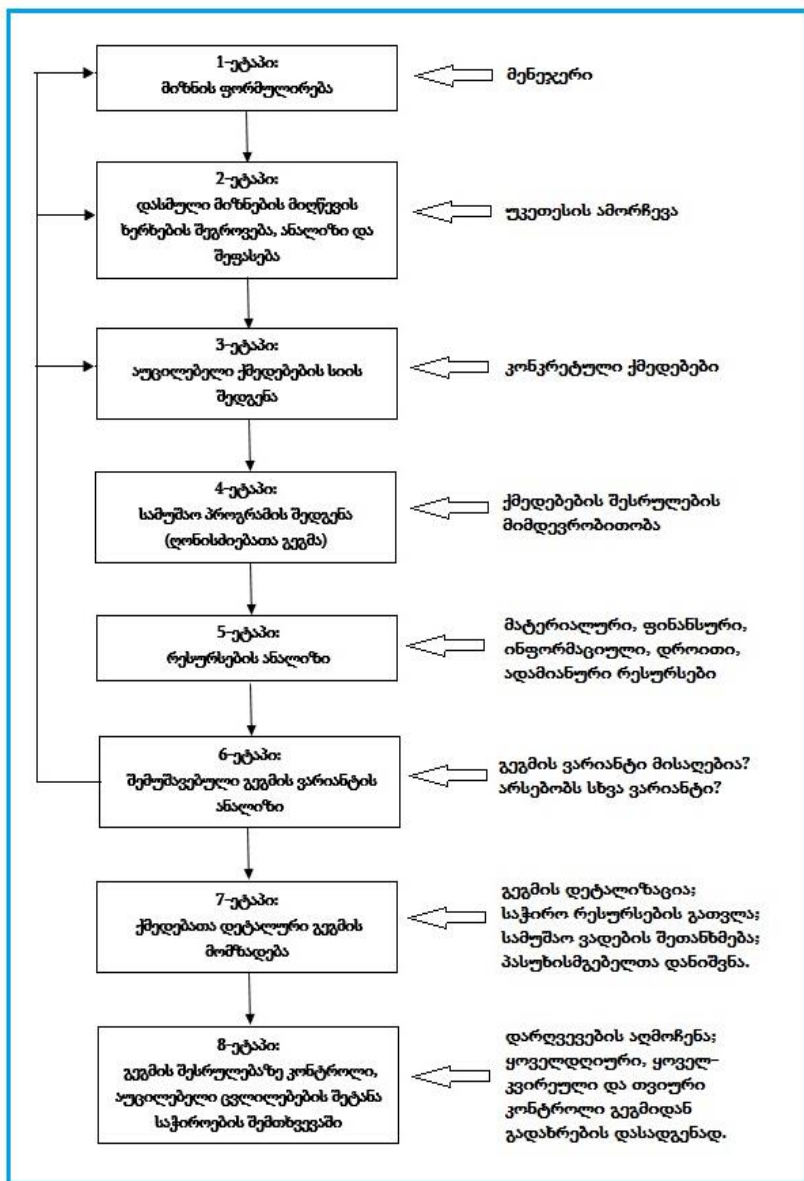 1-ეტაპი:
მიზნის ფორმულირება
მენეჯერი
2-ეტაპი:
დასმული მიზნების მიღწევის
ხერხების შეგროვება, ანალიზი და
შეფასება
უკეთესის ამორჩევა
3-ეტაპი:
აუცილებელი ქმედებების სიის
შედგენა
კონკრეტული ქმედებები
4-ეტაპი:
სამუშაო პროგრამის შედგენა
(ღონისძიებათა გეგმა)
ქმედებების შესრულების
მიმდევრობითობა
5-ეტაპი:
რესურსების ანალიზი
მატერიალური, ფინანსური,
ინფორმაციული, დროითი,
ადამიანური რესურსები
6-ეტაპი:
შემუშავებული გეგმის ვარიანტის
ანალიზი
გეგმის ვარიანტი მისაღებია?
არსებობს სხვა ვარიანტი?
7-ეტაპი:
ქმედებათა დეტალური გეგმის
მომზადება
გეგმის დეტალიზაცია;
საჭირო რესურსების გათვლა;
სამუშაო ვადების შეთანხმება;
პასუხისმგებელთა დანიშვნა.
8-ეტაპი:
გეგმის შესრულებაზე კონტროლი,
აუცილებელი ცვლილებების შეტანა
საჭიროების შემთხვევაში
დარღვევების აღმოჩენა;
ყოველდღიური, ყოველ-
კვირეული და თვიური
კონტროლი გეგმიდან
გადახრების დასადგენად.